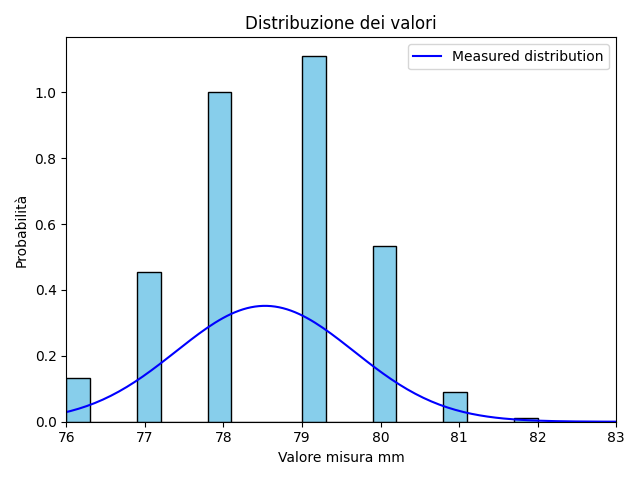 Distribuzione dei valori
Measured distribution
Probabilità
1.0
0.8
0.6
0.4
0.2
0.0
76 77 78 79 80 81 82 83
Valore misura mm